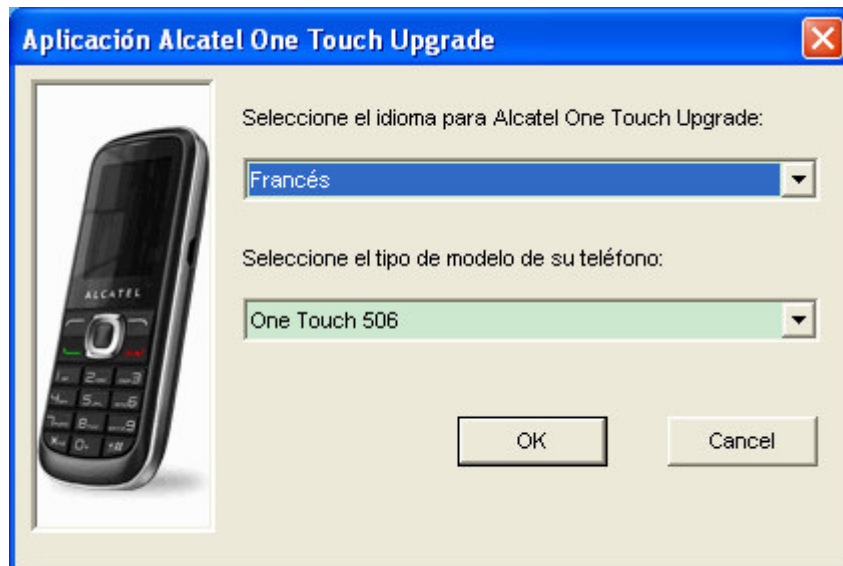 Aplicación Alcatel One Touch Upgrade
Seleccione el idioma para Alcatel One Touch Upgrade:
Francés
Seleccione el tipo de modelo de su teléfono:
One Touch 506
ALCATEL
OK
Cancel